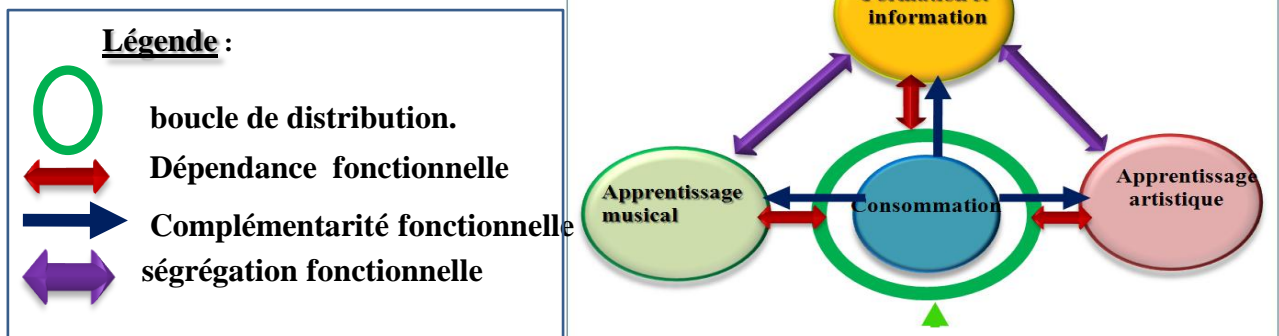 Légende :
boucle de distribution.
Dépendance fonctionnelle
Complémentarité fonctionnelle
ségrégation fonctionnelle
information
Apprentissage
musical
Consommation
Apprentissage
artistique